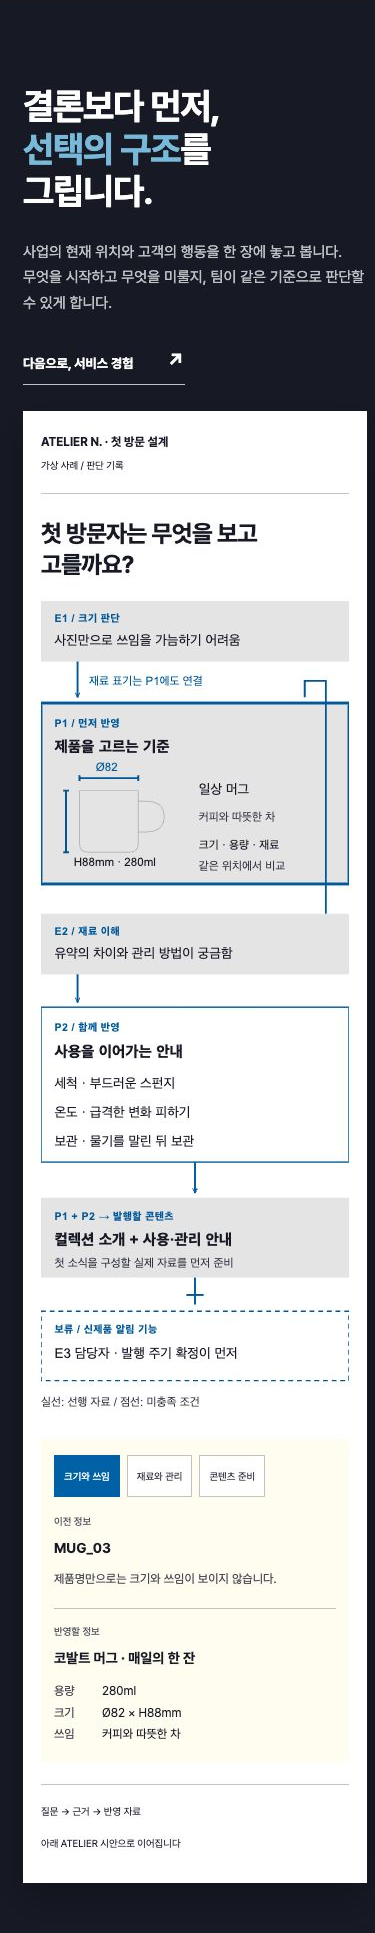 결론보다 먼저,
선택의 구조를
그립니다.
사업의 현재 위치와 고객의 행동을 한 장에 놓고 봅니다.
무엇을 시작하고 무엇을 미룰지, 팀이 같은 기준으로 판단할
수 있게 합니다.
다음으로, 서비스 경험
ATELIER N. · 첫 방문 설계
가상 사례 / 판단 기록
첫 방문자는 무엇을 보고
고를까요?
E1 / 크기 판단
사진만으로 쓰임을 가늠하기 어려움
재료 표기는 P1에도 연결
P1 / 먼저 반영
제품을 고르는 기준
Ø82
H88mm · 280ml
일상 머그
커피와 따뜻한 차
크기 · 용량 · 재료
같은 위치에서 비교
E2 / 재료 이해
유약의 차이와 관리 방법이 궁금함
P2 / 함께 반영
사용을 이어가는 안내
세척 · 부드러운 스펀지
온도 · 급격한 변화 피하기
보관 · 물기를 말린 뒤 보관
P1 + P2 → 발행할 콘텐츠
컬렉션 소개 + 사용·관리 안내
첫 소식을 구성할 실제 자료를 먼저 준비
보류 / 신제품 알림 기능
E3 담당자 · 발행 주기 확정이 먼저
실선: 선행 자료 / 점선: 미충족 조건
크기와 쓰임
재료와 관리
콘텐츠 준비
이전 정보
MUG_03
제품명만으로는 크기와 쓰임이 보이지 않습니다.
반영할 정보
코발트 머그 · 매일의 한 잔
용량 280ml
크기 Ø82 × H88mm
쓰임 커피와 따뜻한 차
질문 → 근거 → 반영 자료
아래 ATELIER 시안으로 이어집니다